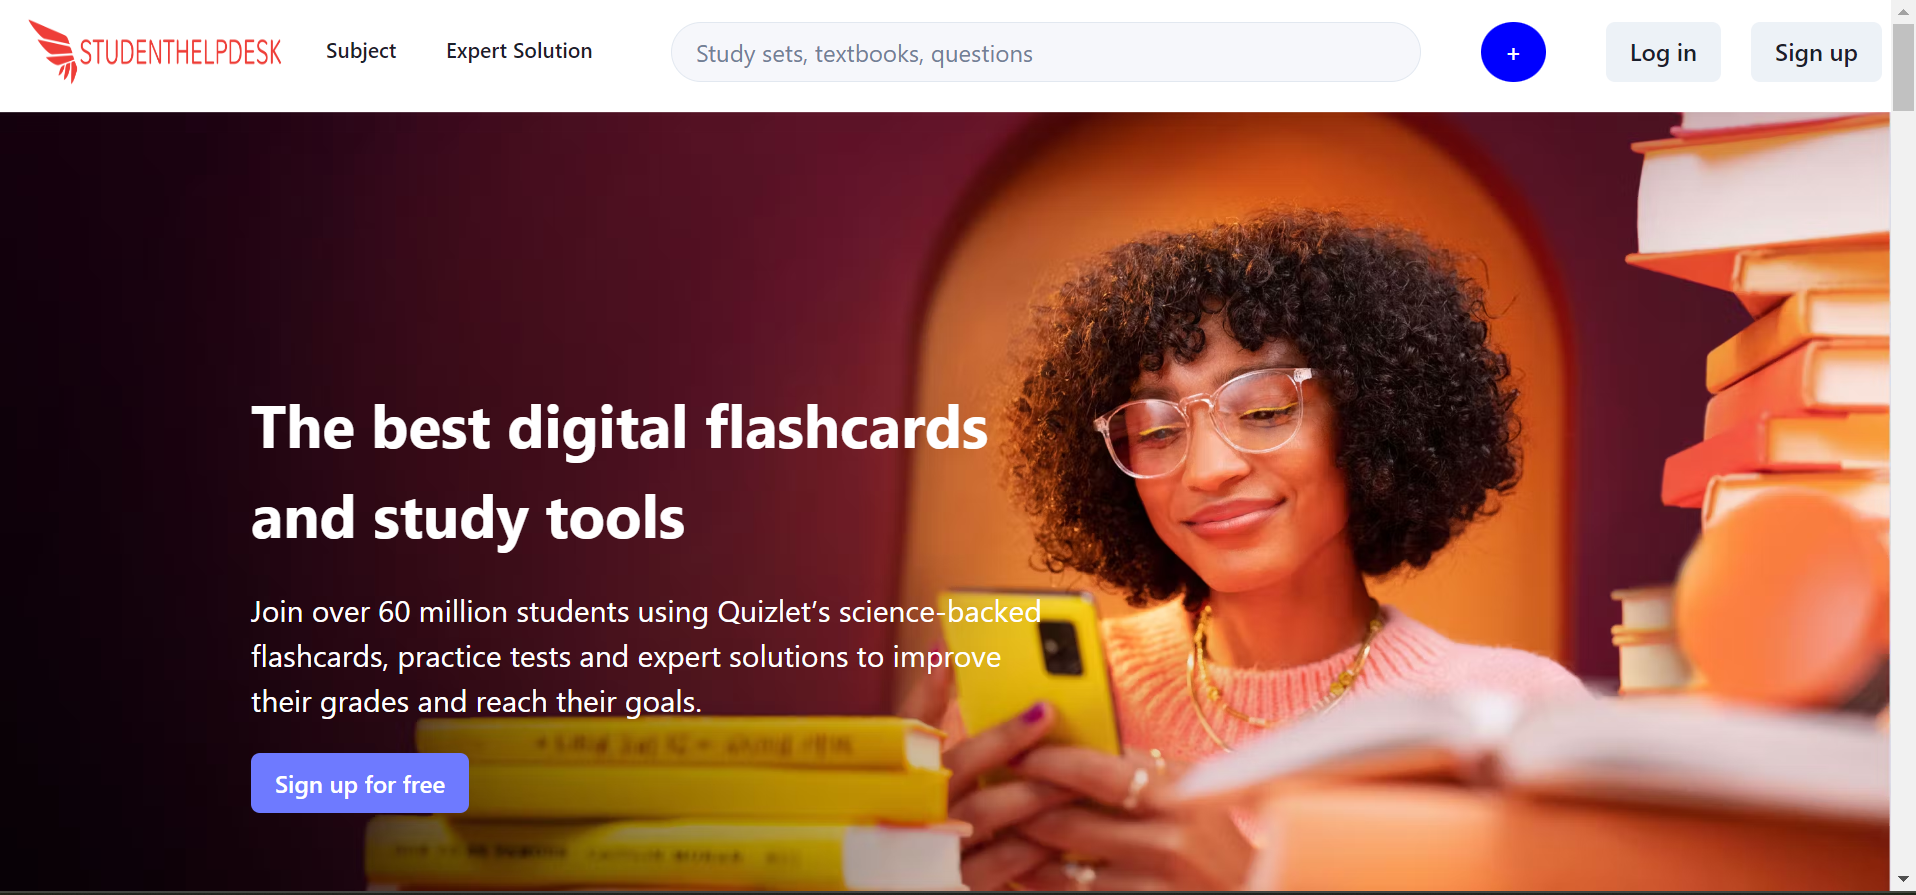 STUDENTHELPDESK
Subject
Expert Solution
Study sets, textbooks, questions
+
Log in
Sign up
The best digital flashcards
and study tools
Join over 60 million students using Quizlet’s science-backed
flashcards, practice tests and expert solutions to improve
their grades and reach their goals.
Sign up for free